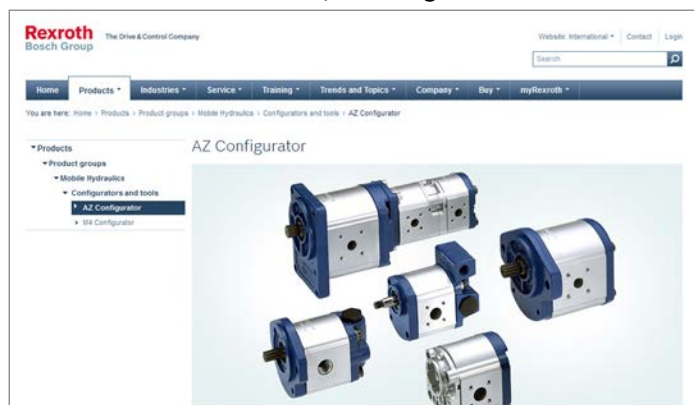 Rexroth
Bosch Group
The Drive & Control Company
Website: International
Contact
Login
Search
Home
Products
Industries
Service
Training
Trends and Topics
Company
Buy
myRexroth
You are here: Home › Products › Product groups › Mobile Hydraulics › Configurators and tools › AZ Configurator
Products
Product groups
Mobile Hydraulics
Configurators and tools
AZ Configurator
M4 Configurator
AZ Configurator